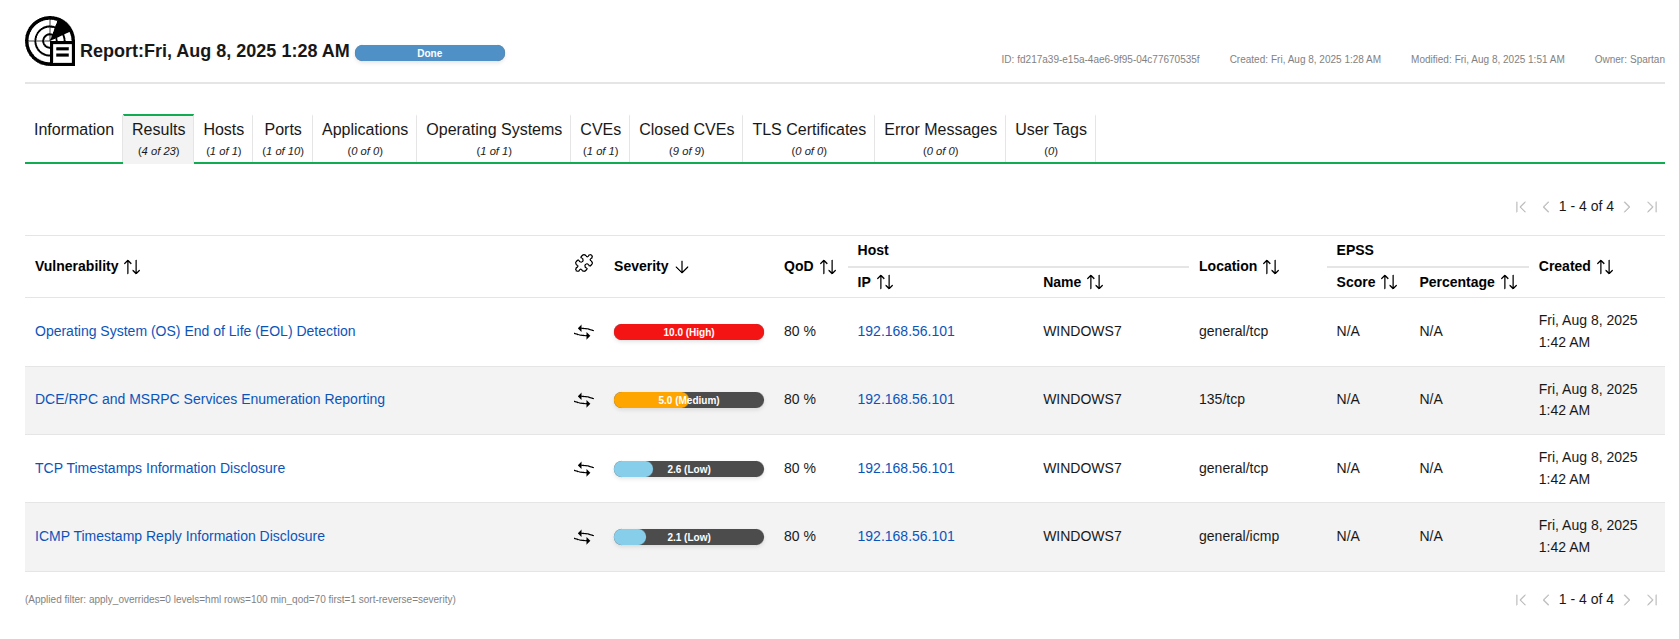 Report:Fri, Aug 8, 2025 1:28 AM Done
ID: fd217a39-e15a-4ae6-9f95-04c77670535f Created: Fri, Aug 8, 2025 1:28 AM Modified: Fri, Aug 8, 2025 1:51 AM Owner: Spartan
Information Results Hosts Ports Applications Operating Systems CVEs Closed CVEs TLS Certificates Error Messages User Tags
(4 of 23) (1 of 1) (1 of 10) (0 of 0) (1 of 1) (1 of 1) (9 of 9) (0 of 0) (0 of 0) (0)
1 - 4 of 4
Host EPSS
Vulnerability Severity QoD Location Created
IP Name Score Percentage
Operating System (OS) End of Life (EOL) Detection 10.0 (High) 80 % 192.168.56.101 WINDOWS7 general/tcp N/A N/A Fri, Aug 8, 2025
1:42 AM
DCE/RPC and MSRPC Services Enumeration Reporting 5.0 (Medium) 80 % 192.168.56.101 WINDOWS7 135/tcp N/A N/A Fri, Aug 8, 2025
1:42 AM
TCP Timestamps Information Disclosure 2.6 (Low) 80 % 192.168.56.101 WINDOWS7 general/tcp N/A N/A Fri, Aug 8, 2025
1:42 AM
ICMP Timestamp Reply Information Disclosure 2.1 (Low) 80 % 192.168.56.101 WINDOWS7 general/icmp N/A N/A Fri, Aug 8, 2025
1:42 AM
(Applied filter: apply_overrides=0 levels=hml rows=100 min_qod=70 first=1 sort-reverse=severity)
1 - 4 of 4